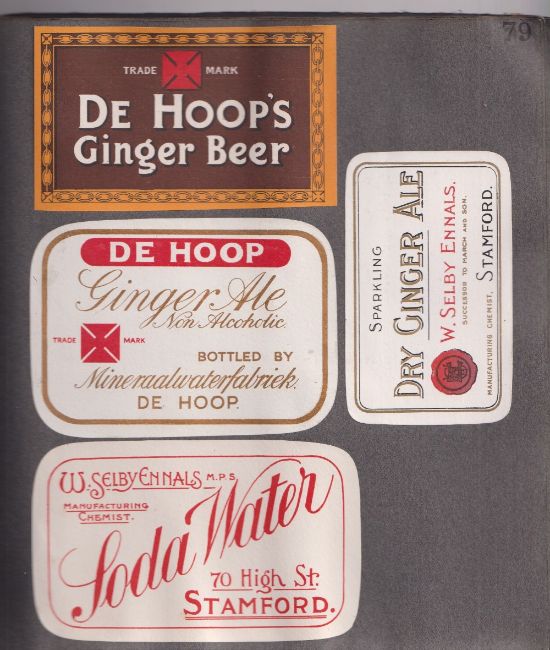 79
TRADE MARK
DE HOOP'S
Ginger Beer
DE HOOP
Ginger Ale
Non Alcoholic.
TRADE MARK
BOTTLED BY
Mineraalwaterfabriek,
DE HOOP.
SPARKLING
DRY GINGER ALE
W. SELBY ENNALS.
SUCCESSOR TO MARCH AND SON.
MANUFACTURING CHEMIST, STAMFORD.
W. SELBY ENNALS M.P.S.
MANUFACTURING
CHEMIST.
Soda Water
70 High St.
STAMFORD.